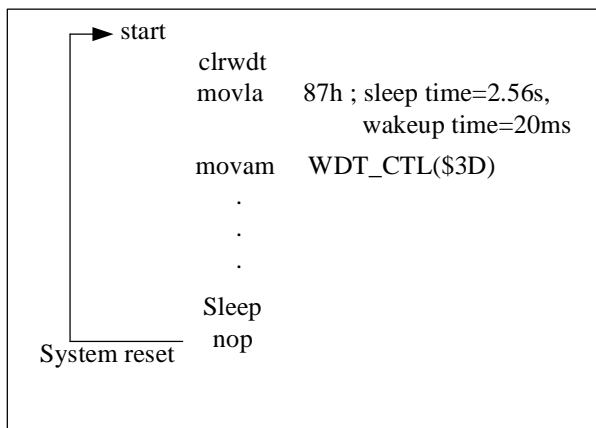 start
clrwdt
movla 87h ; sleep time=2.56s,
wakeup time=20ms
movam WDT_CTL($3D)
.
.
.
Sleep
nop
System reset